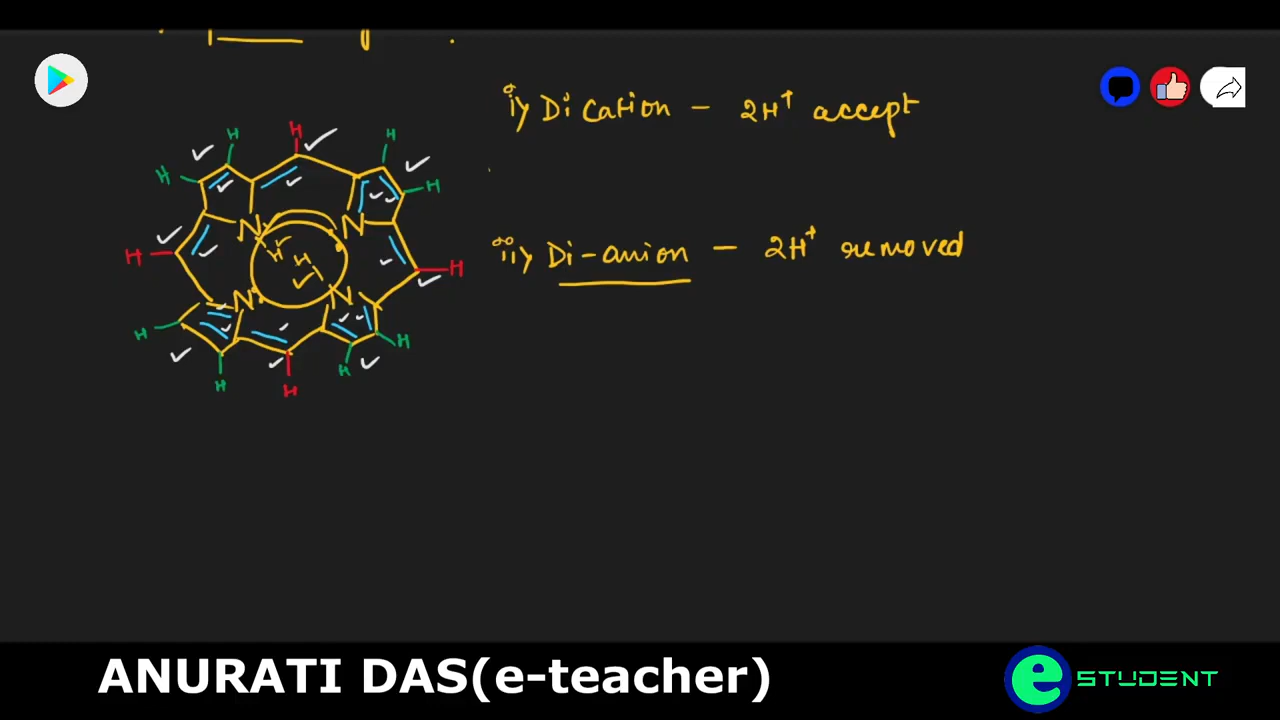 i) Di Cation - 2H⁺ accept
H H H
H H
N N
H H H H
N N
H H
H H H
H
ii) Di-anion - 2H⁺ removed
ANURATI DAS(e-teacher)
e STUDENT